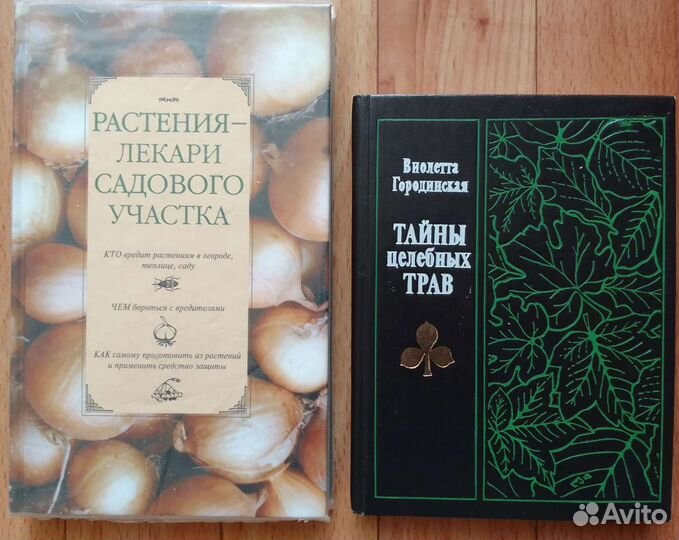 РАСТЕНИЯ—
ЛЕКАРИ
САДОВОГО
УЧАСТКА
КТО вредит растениям в огороде,
теплице, саду
ЧЕМ бороться с вредителями
КАК самому приготовить из растений
и применить средство защиты
Виолетта
Городинская
ТАЙНЫ
целебных
ТРАВ
Avito